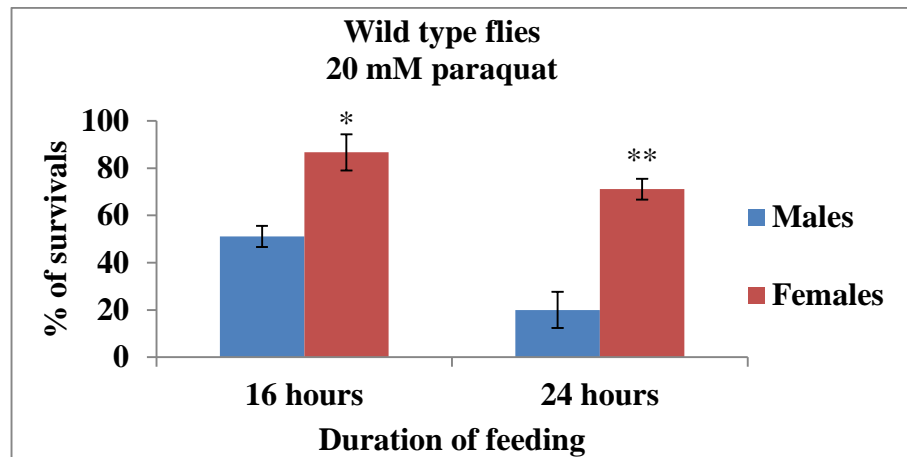 Wild type flies
20 mM paraquat
% of survivals
100
80
60
40
20
0
*
**
16 hours
24 hours
Duration of feeding
Males
Females